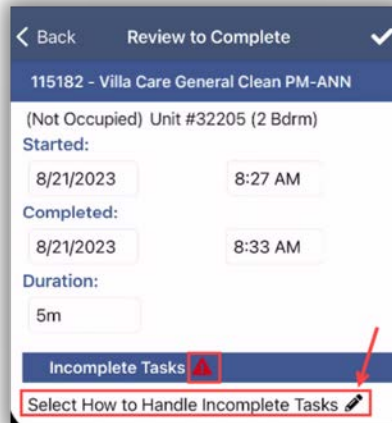 Back Review to Complete
115182 - Villa Care General Clean PM-ANN
(Not Occupied) Unit #32205 (2 Bdrm)
Started:
8/21/2023 8:27 AM
Completed:
8/21/2023 8:33 AM
Duration:
5m
Incomplete Tasks
Select How to Handle Incomplete Tasks